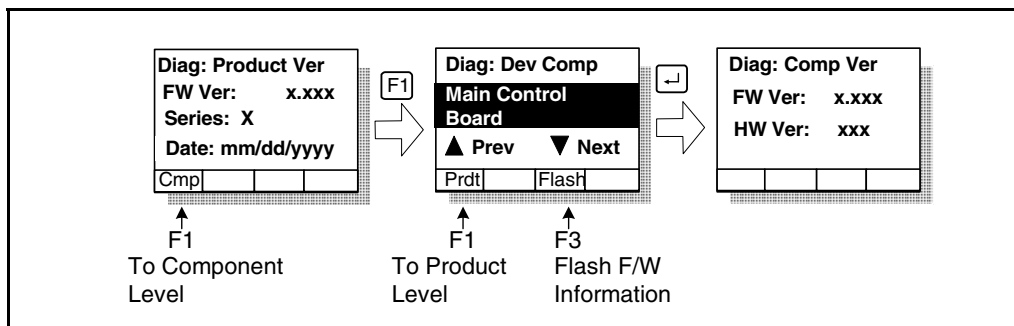 Diag: Product Ver
FW Ver: x.xxx
Series: X
Date: mm/dd/yyyy
Cmp
F1
To Component
Level
F1
Diag: Dev Comp
Main Control
Board
▲ Prev ▼ Next
Prdt Flash
F1
To Product
Level
F3
Flash F/W
Information
↵
Diag: Comp Ver
FW Ver: x.xxx
HW Ver: xxx